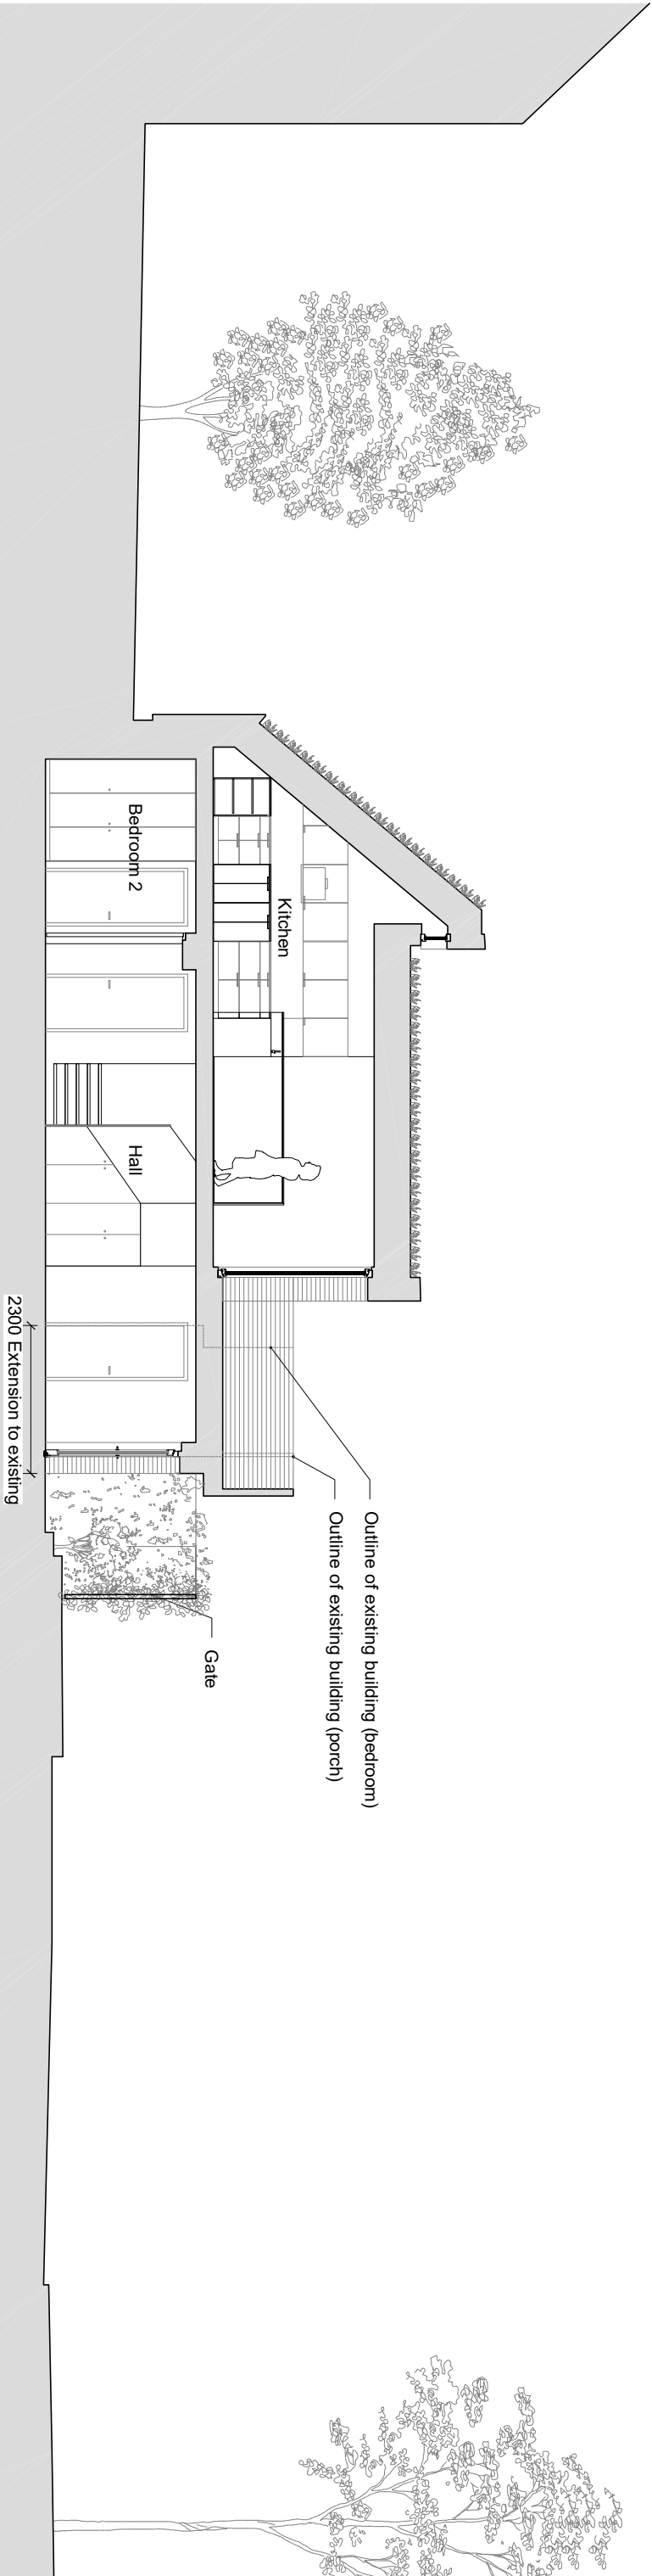 Outline of existing building (bedroom)
Outline of existing building (porch)
Kitchen
Gate
Bedroom 2
Hall
2300 Extension to existing